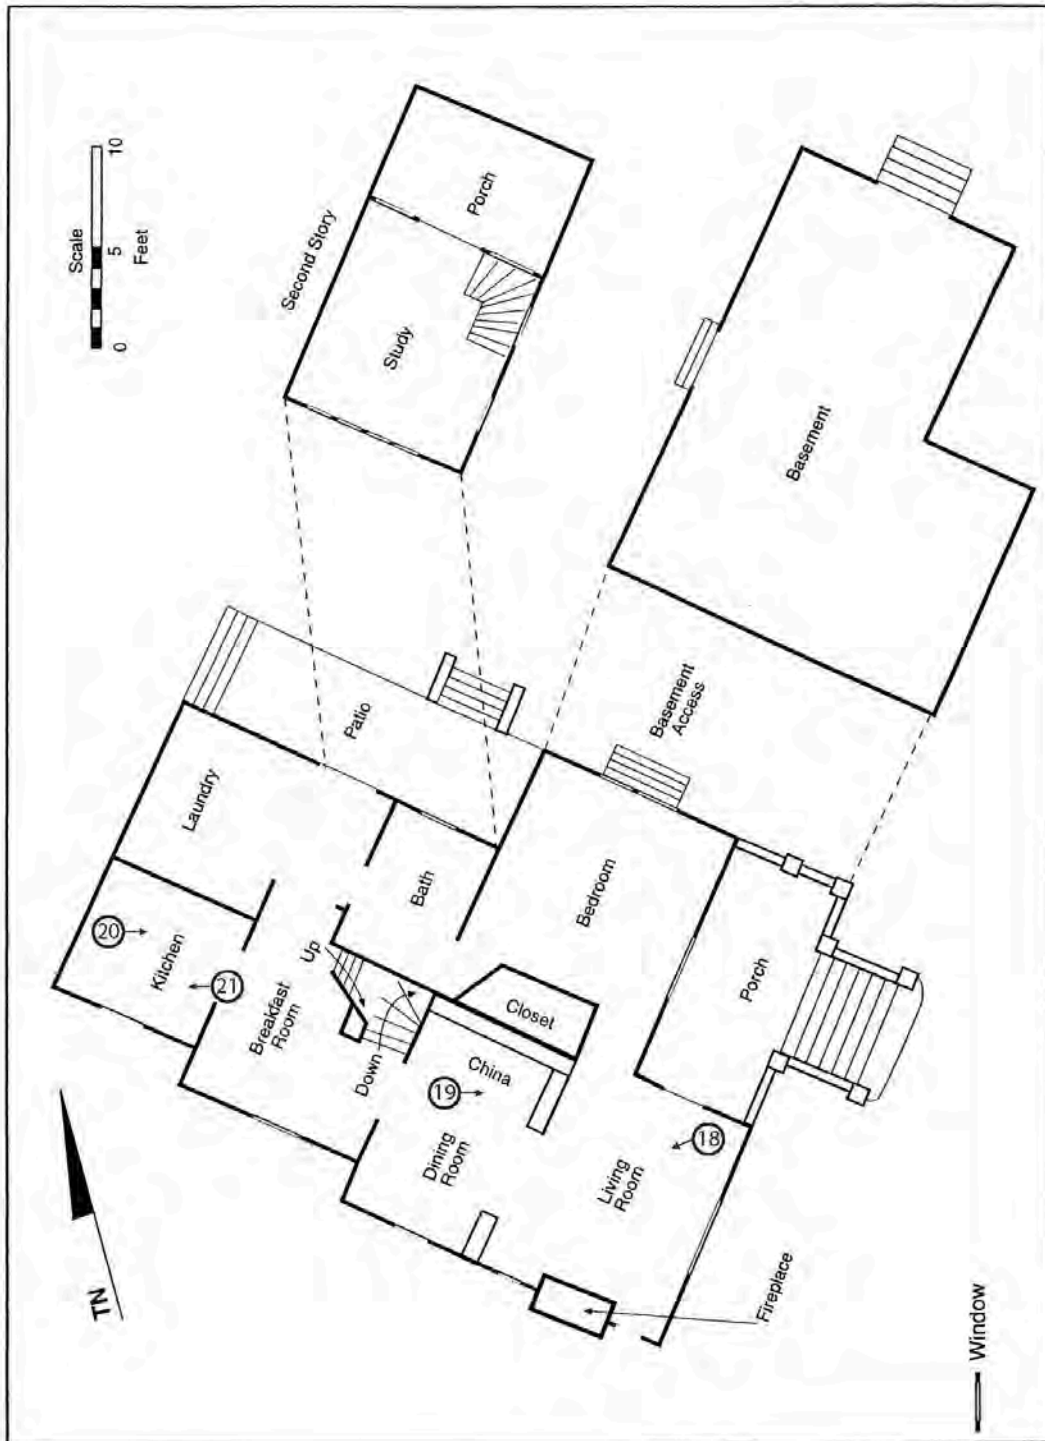 Scale
0 5 10
Feet
Second Story
Porch
Study
Basement
Basement
Access
Patio
Laundry
Bath
Bedroom
Kitchen
20
21
Up
Breakfast
Room
Down
Closet
China
19
Dining
Room
Porch
18
Living
Room
Fireplace
TN
Window